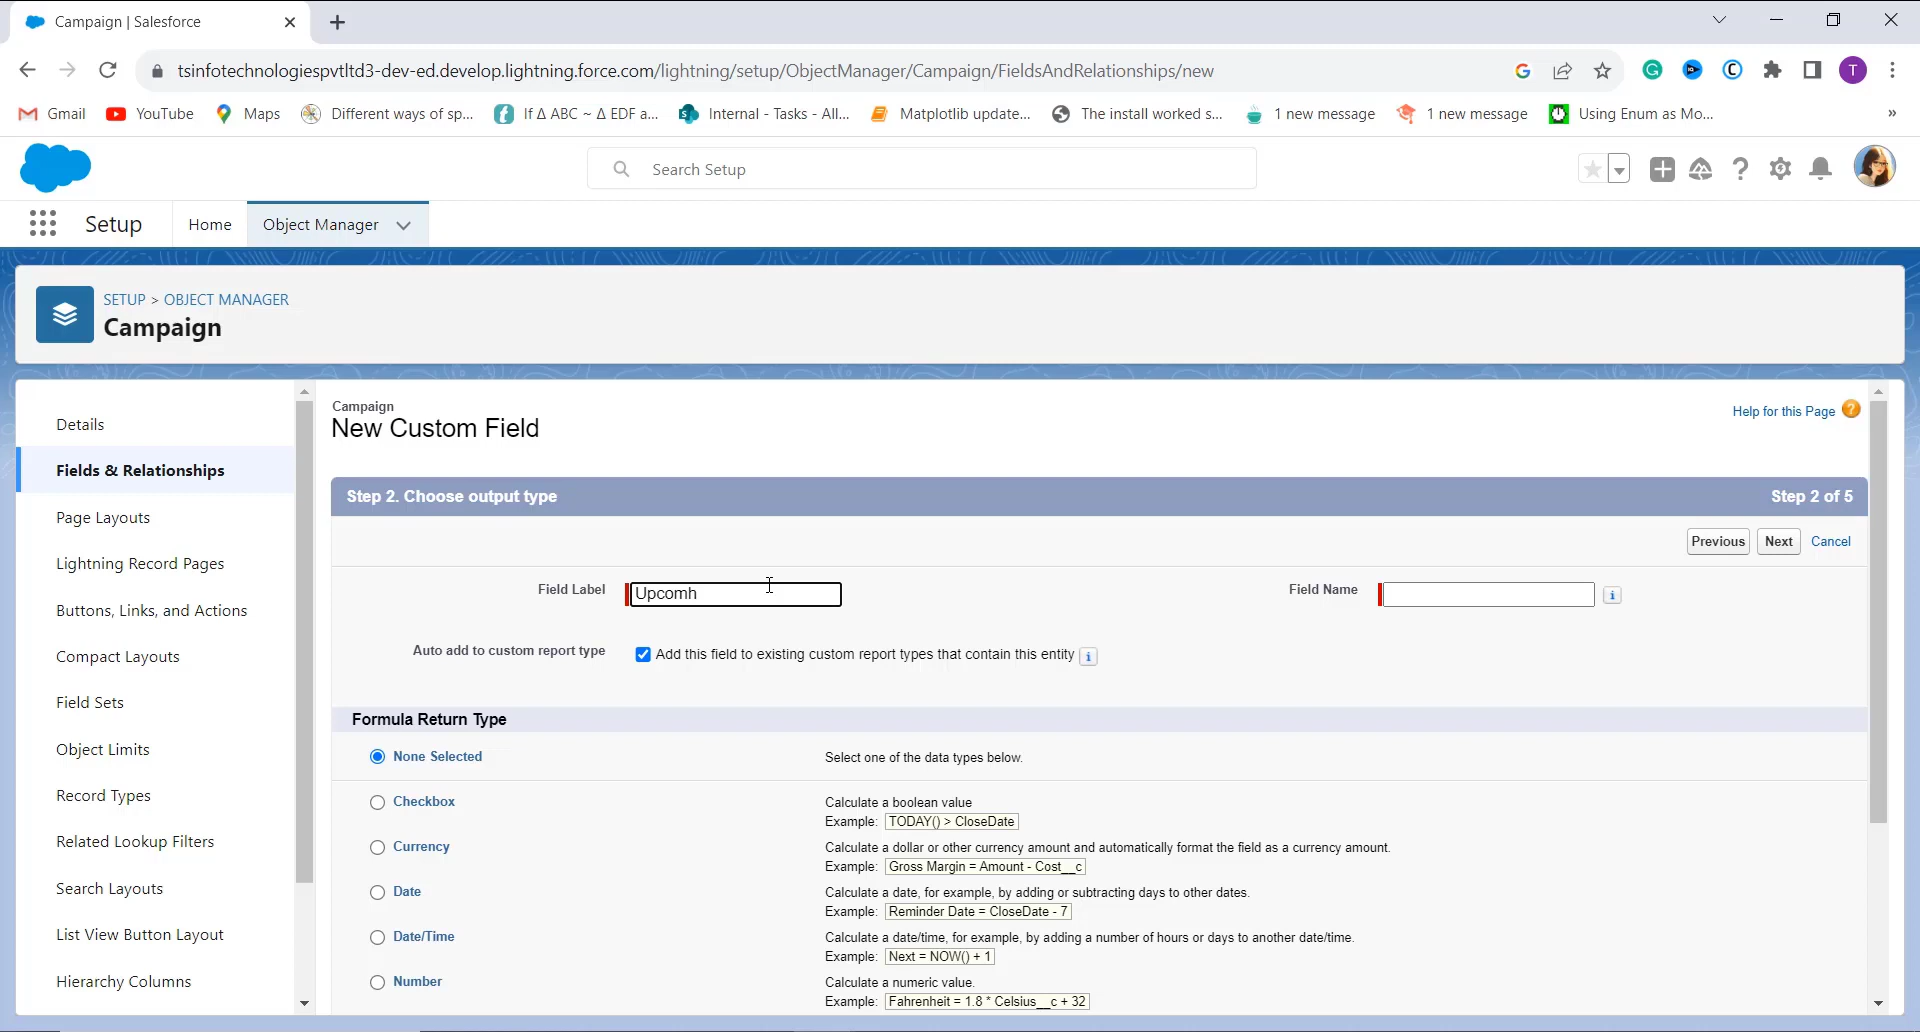 Campaign | Salesforce
tsinfotechnologiespvtltd3-dev-ed.develop.lightning.force.com/lightning/setup/ObjectManager/Campaign/FieldsAndRelationships/new
T
Gmail YouTube Maps Different ways of sp... If Δ ABC ~ Δ EDF a... Internal - Tasks - All... Matplotlib update... The install worked s... 1 new message 1 new message Using Enum as Mo... »
Search Setup
Setup Home Object Manager
SETUP > OBJECT MANAGER
Campaign
Details
Fields & Relationships
Page Layouts
Lightning Record Pages
Buttons, Links, and Actions
Compact Layouts
Field Sets
Object Limits
Record Types
Related Lookup Filters
Search Layouts
List View Button Layout
Hierarchy Columns
Campaign
New Custom Field
Help for this Page ?
Step 2. Choose output type Step 2 of 5
Previous Next Cancel
Field Label Upcomh Field Name i
Auto add to custom report type Add this field to existing custom report types that contain this entity i
Formula Return Type
None Selected Select one of the data types below.
Checkbox Calculate a boolean value
Example: TODAY() > CloseDate
Currency Calculate a dollar or other currency amount and automatically format the field as a currency amount.
Example: Gross Margin = Amount - Cost__c
Date Calculate a date, for example, by adding or subtracting days to other dates.
Example: Reminder Date = CloseDate - 7
Date/Time Calculate a date/time, for example, by adding a number of hours or days to another date/time.
Example: Next = NOW() + 1
Number Calculate a numeric value.
Example: Fahrenheit = 1.8 * Celsius__c + 32